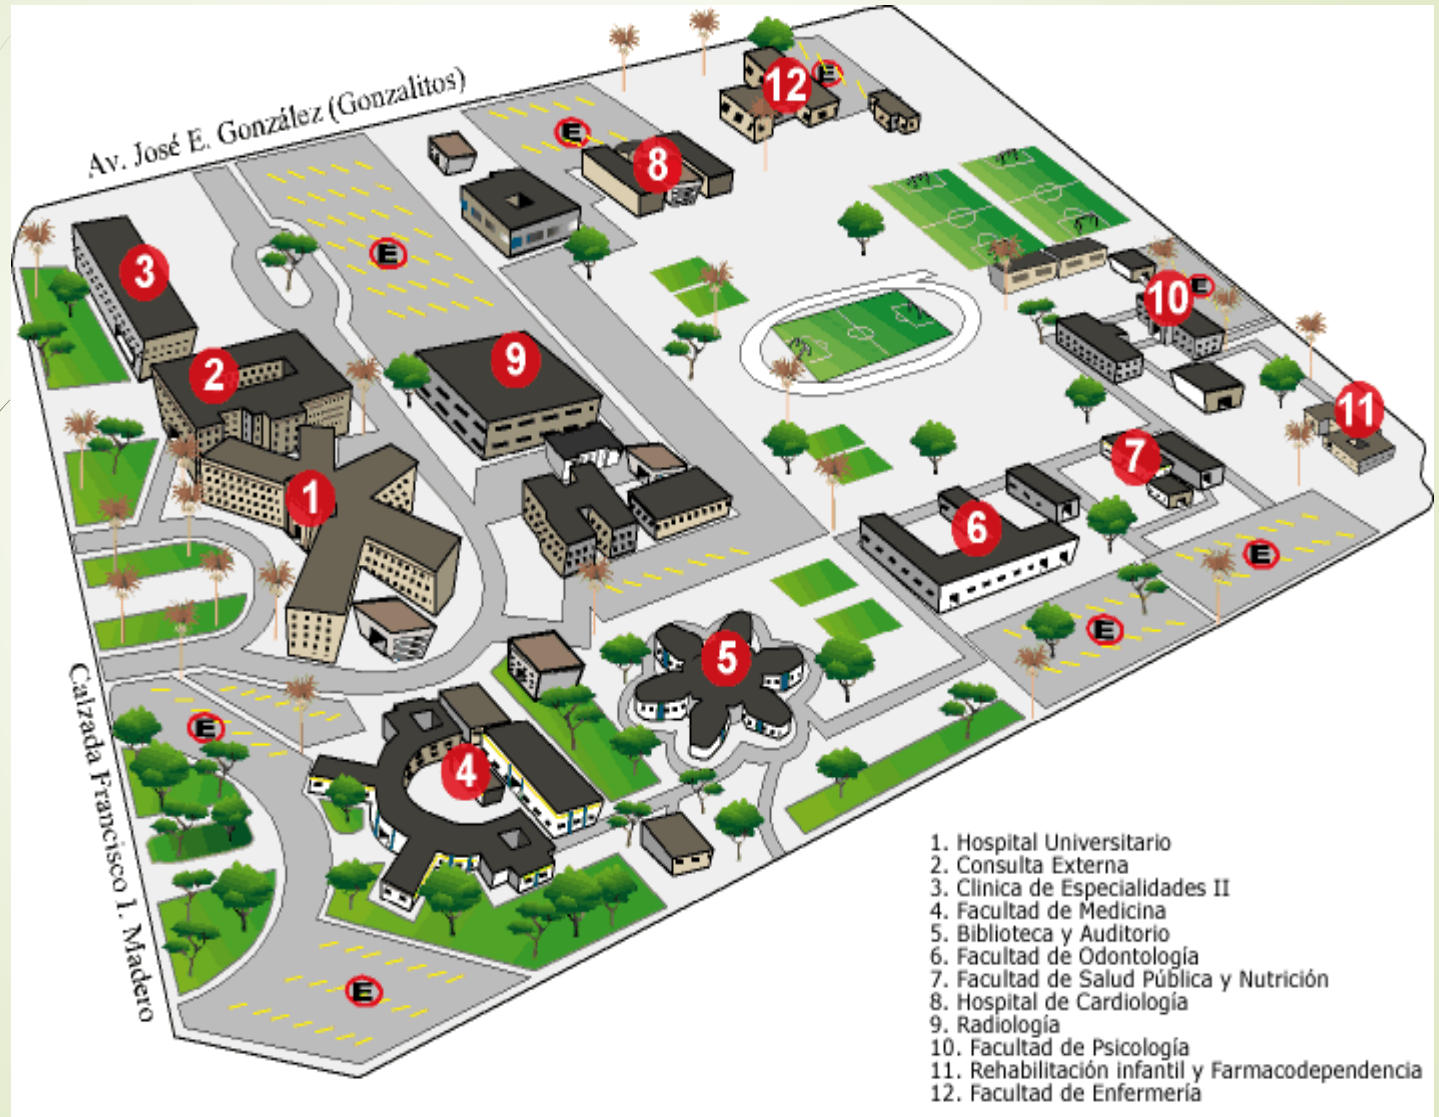 Av. José E. González (Gonzalitos)
12
E
E
8
3
E
10
E
2
9
11
1
7
6
E
E
5
Calzada Francisco I. Madero
E
4
E
1. Hospital Universitario
2. Consulta Externa
3. Clinica de Especialidades II
4. Facultad de Medicina
5. Biblioteca y Auditorio
6. Facultad de Odontología
7. Facultad de Salud Pública y Nutrición
8. Hospital de Cardiología
9. Radiología
10. Facultad de Psicología
11. Rehabilitación infantil y Farmacodependencia
12. Facultad de Enfermería